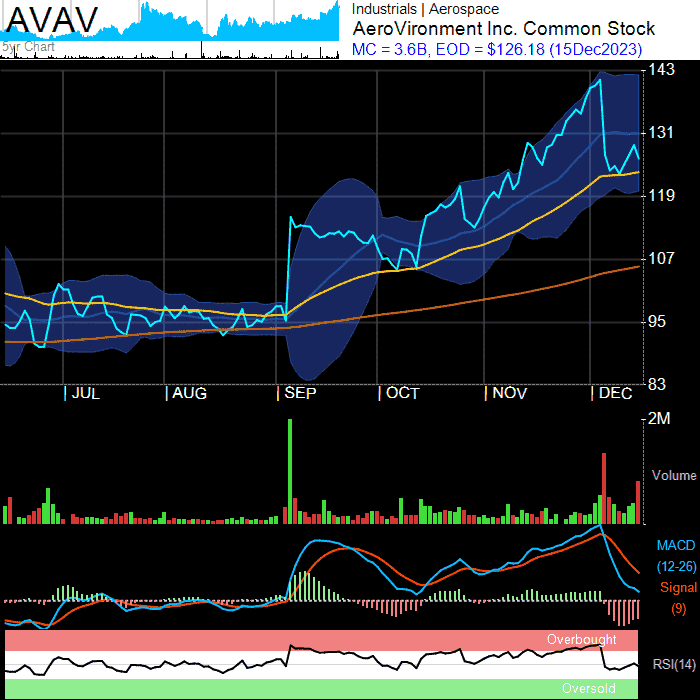 AVAV
5yr Chart
Industrials | Aerospace
AeroVironment Inc. Common Stock
MC = 3.6B, EOD = $126.18 (15Dec2023)
143
131
119
107
95
83
| JUL
| AUG
| SEP
| OCT
| NOV
| DEC
2M
Volume
MACD
(12-26)
Signal
(9)
Overbought
RSI(14)
Oversold